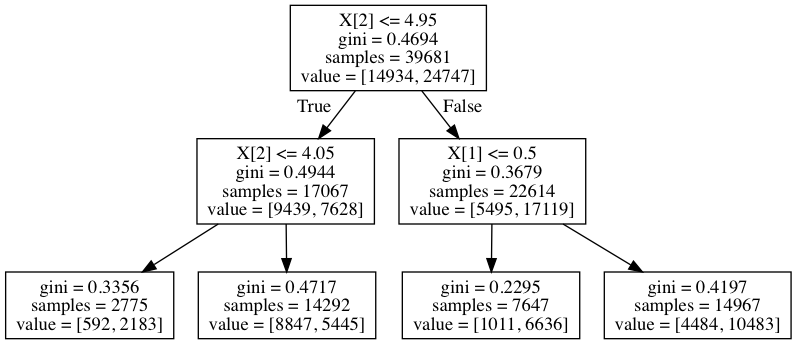 X[2] <= 4.95
gini = 0.4694
samples = 39681
value = [14934, 24747]
True
False
X[2] <= 4.05
gini = 0.4944
samples = 17067
value = [9439, 7628]
X[1] <= 0.5
gini = 0.3679
samples = 22614
value = [5495, 17119]
gini = 0.3356
samples = 2775
value = [592, 2183]
gini = 0.4717
samples = 14292
value = [8847, 5445]
gini = 0.2295
samples = 7647
value = [1011, 6636]
gini = 0.4197
samples = 14967
value = [4484, 10483]